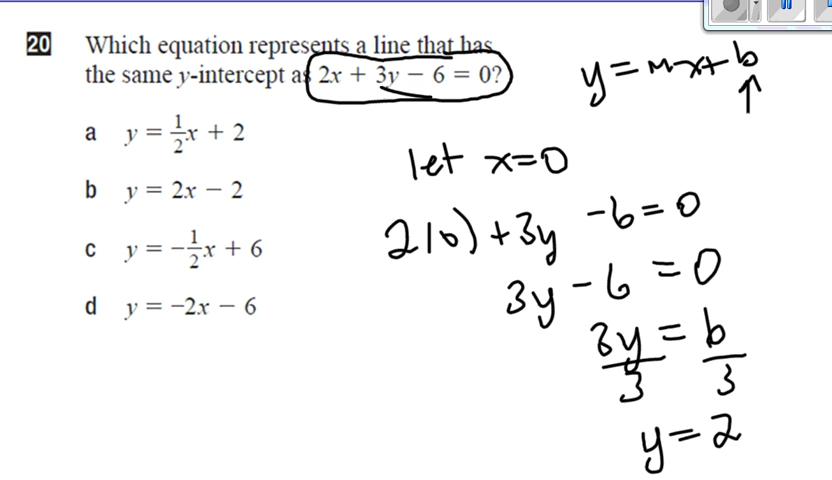 20 Which equation represents a line that has
the same y-intercept as 2x + 3y − 6 = 0?
a y = 1/2x + 2
b y = 2x − 2
c y = −1/2x + 6
d y = −2x − 6
y = mx + b
let x = 0
2(0) + 3y − 6 = 0
3y − 6 = 0
3y/3 = 6/3
y = 2